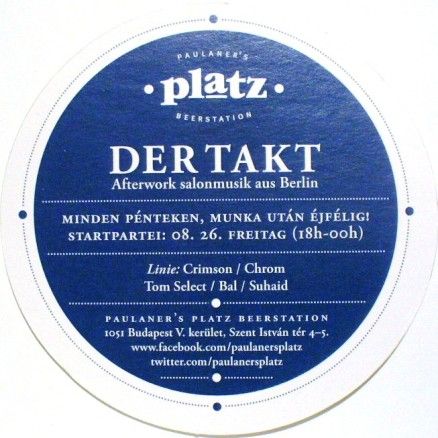 PAULANER'S
platz
BEERSTATION
DER TAKT
Afterwork salonmusik aus Berlin
MINDEN PÉNTEKEN, MUNKA UTÁN ÉJFÉLIG!
STARTPARTEI: 08. 26. FREITAG (18h-00h)
Linie: Crimson / Chrom
Tom Select / Bal / Suhaid
PAULANER'S PLATZ BEERSTATION
1051 Budapest V. kerület, Szent István tér 4–5.
www.facebook.com/paulanersplatz
twitter.com/paulanersplatz